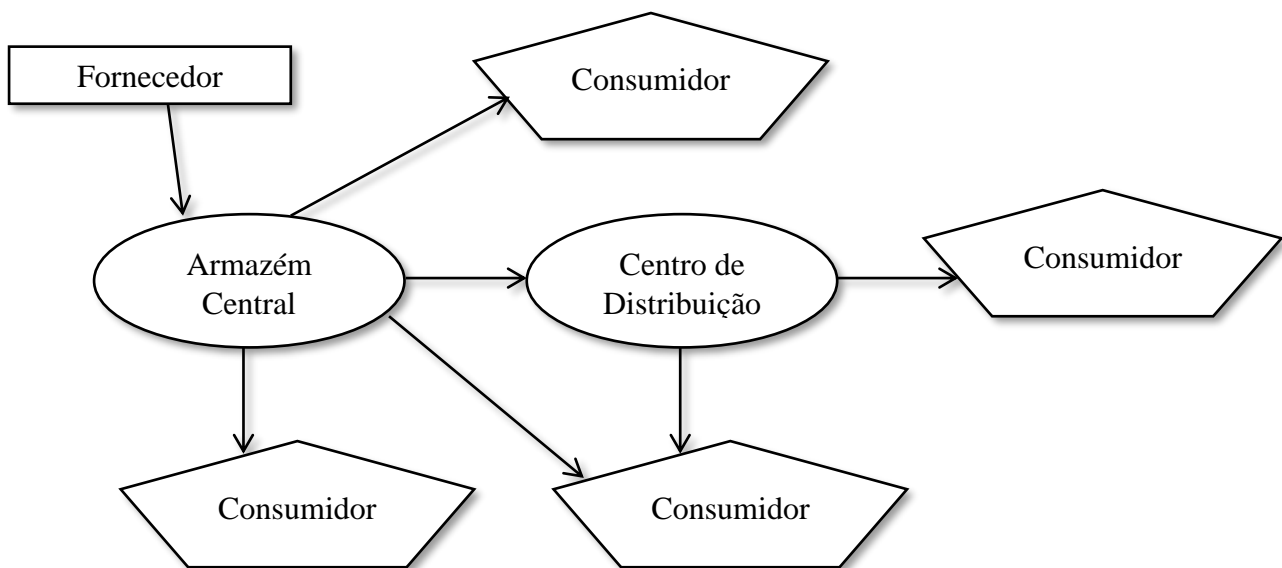 Fornecedor
Consumidor
Armazém
Central
Centro de
Distribuição
Consumidor
Consumidor
Consumidor